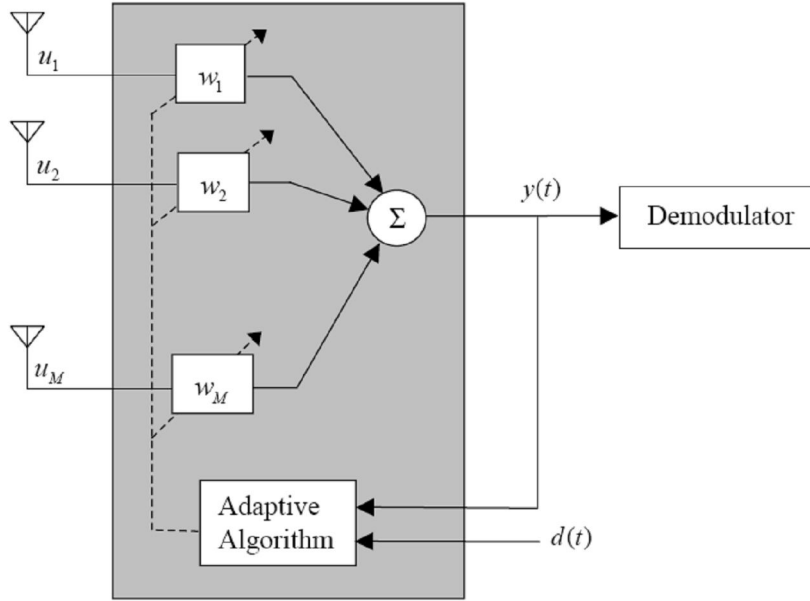 u1
w1
u2
w2
Σ
y(t)
Demodulator
uM
wM
Adaptive
Algorithm
d(t)